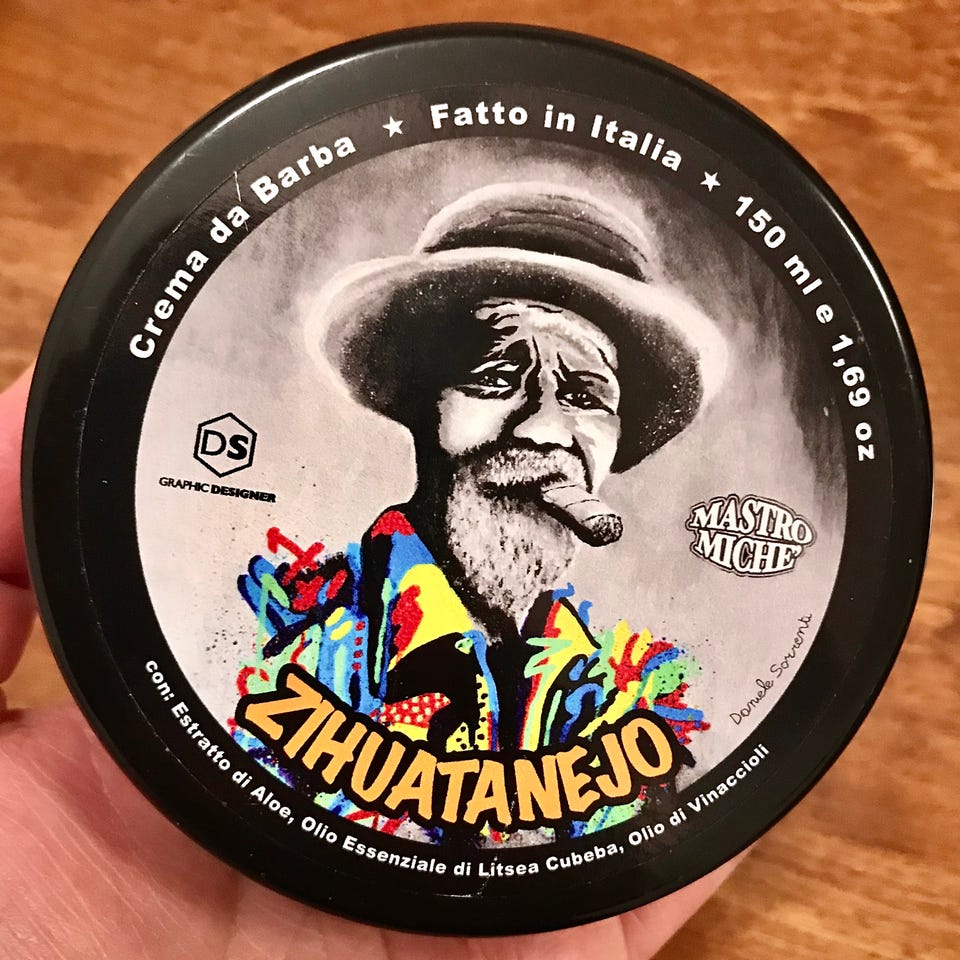 Crema da Barba ★ Fatto in Italia ★ 150 ml e 1,69 oz
DS
GRAPHIC DESIGNER
MASTRO
MICHE'
Daniele Sorrenti
ZIHUATANEJO
con: Estratto di Aloe, Olio Essenziale di Litsea Cubeba, Olio di Vinaccioli